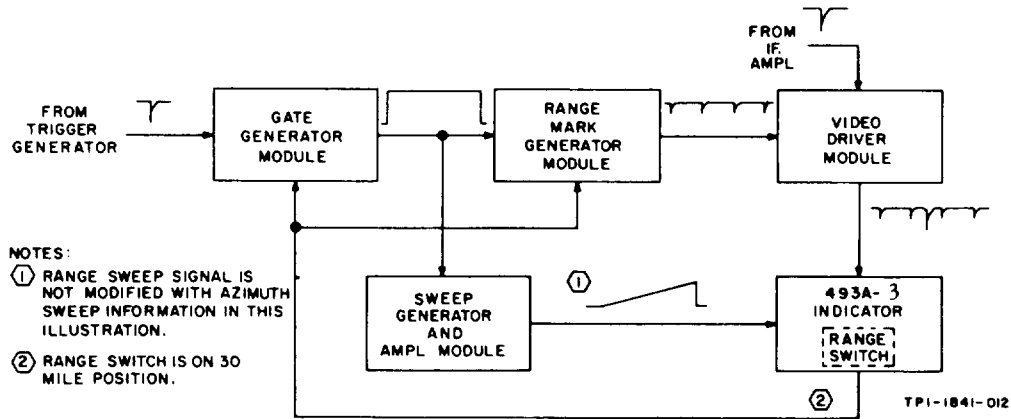 FROM
TRIGGER
GENERATOR
GATE
GENERATOR
MODULE
RANGE
MARK
GENERATOR
MODULE
FROM
IF.
AMPL
VIDEO
DRIVER
MODULE
NOTES:
1 RANGE SWEEP SIGNAL IS
NOT MODIFIED WITH AZIMUTH
SWEEP INFORMATION IN THIS
ILLUSTRATION.
2 RANGE SWITCH IS ON 30
MILE POSITION.
SWEEP
GENERATOR
AND
AMPL MODULE
1
493A-3
INDICATOR
RANGE
SWITCH
2
TPI-1841-012